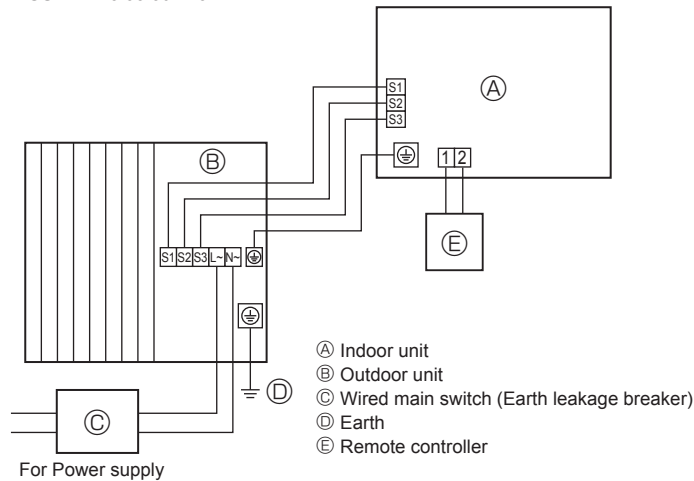 S1
S2
S3
Ⓐ
Ⓑ
1 2
Ⓔ
S1 S2 S3 L~ N~
Ⓓ
Ⓒ
For Power supply
Ⓐ Indoor unit
Ⓑ Outdoor unit
Ⓒ Wired main switch (Earth leakage breaker)
Ⓓ Earth
Ⓔ Remote controller